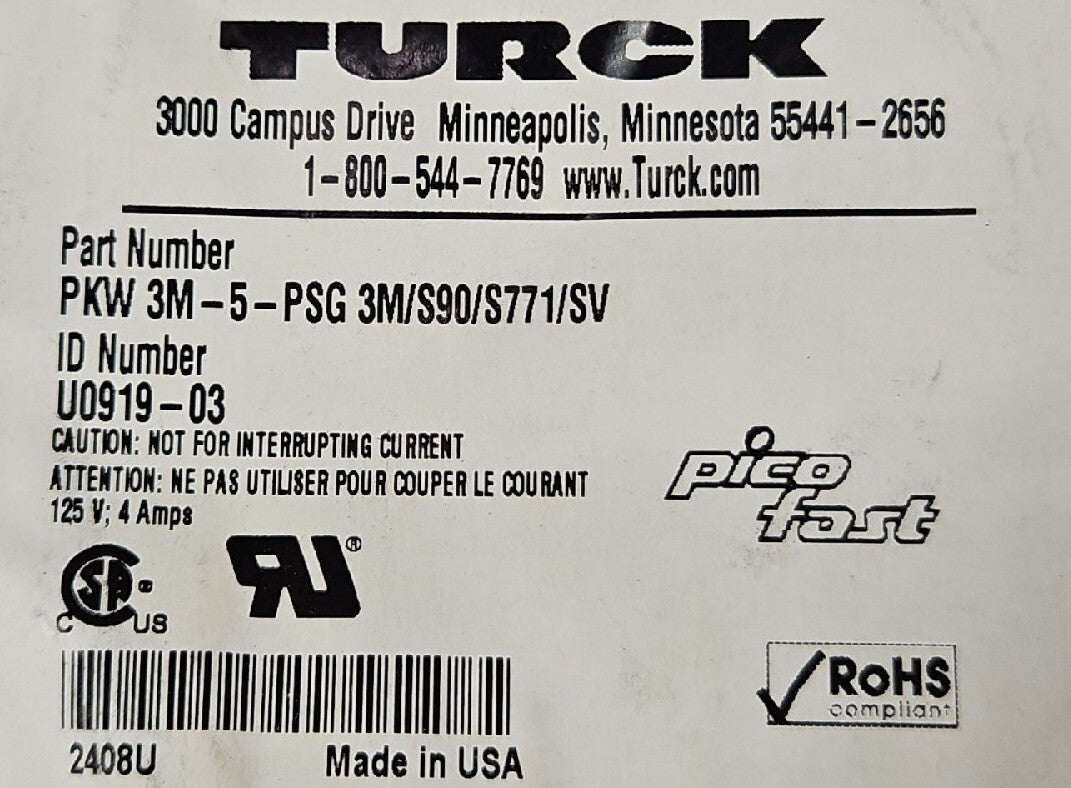 TURCK
3000 Campus Drive Minneapolis, Minnesota 55441-2656
1-800-544-7769 www.Turck.com
Part Number
PKW 3M-5-PSG 3M/S90/S771/SV
ID Number
U0919-03
CAUTION: NOT FOR INTERRUPTING CURRENT
ATTENTION: NE PAS UTILISER POUR COUPER LE COURANT
125 V; 4 Amps
pico
fast
C SA ® US
RU ®
RoHS
compliant
2408U Made in USA